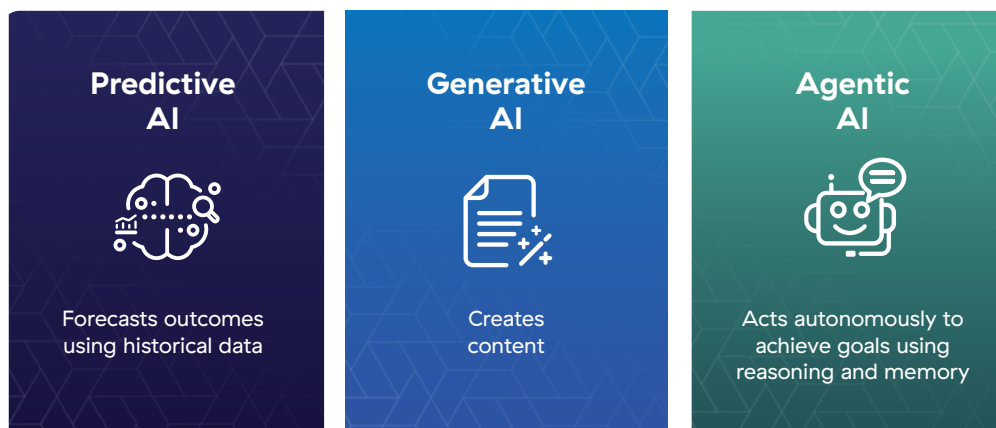 Predictive
AI
Forecasts outcomes
using historical data
Generative
AI
Creates
content
Agentic
AI
Acts autonomously to
achieve goals using
reasoning and memory